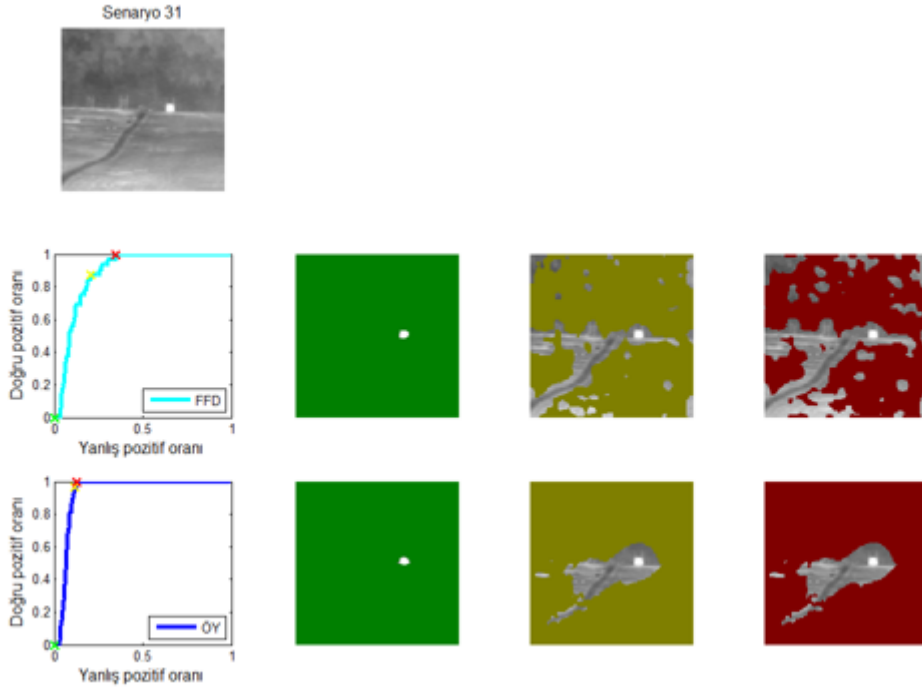 Senaryo 31
1
0.8
0.6
0.4
0.2
0
Doğru pozitif oranı
FFD
0 0.5 1
Yanlış pozitif oranı
1
0.8
0.6
0.4
0.2
0
Doğru pozitif oranı
ÖY
0 0.5 1
Yanlış pozitif oranı